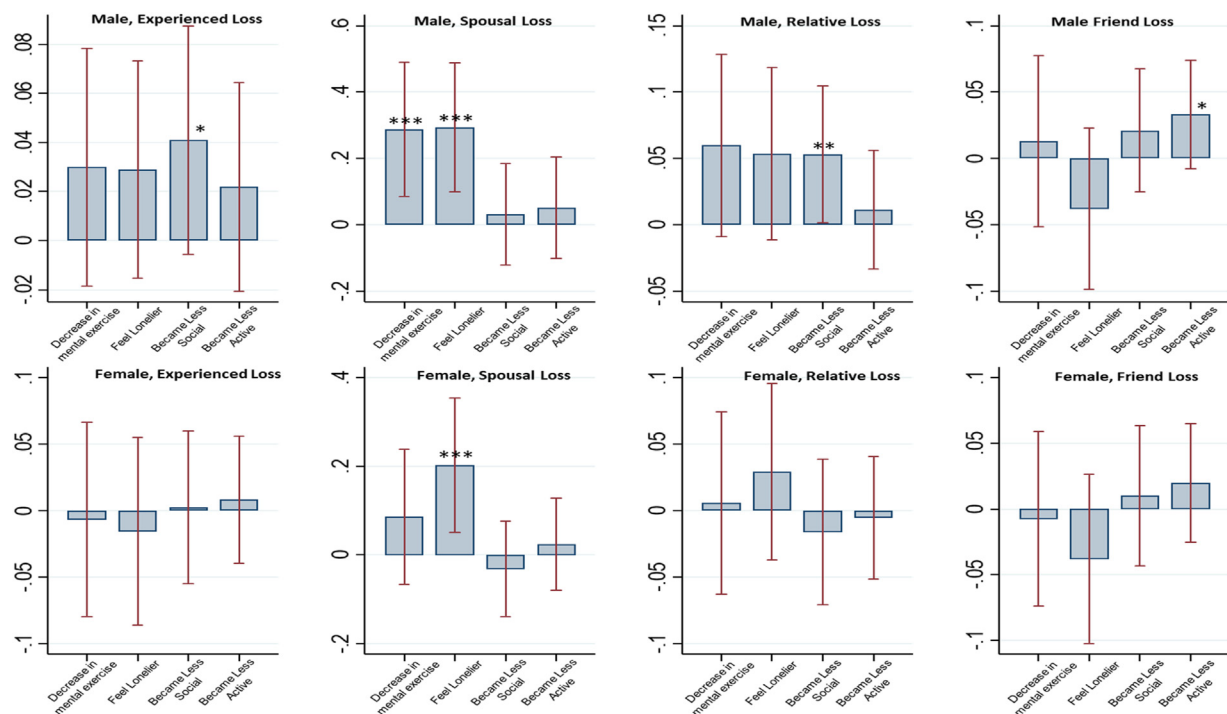 Male, Experienced Loss
.08
.06
.04
.02
0
-.02
*
Decrease in
mental exercise
Feel Lonelier
Became Less
Social
Became Less
Active
Male, Spousal Loss
.6
.4
.2
0
-.2
***
***
Decrease in
mental exercise
Feel Lonelier
Became Less
Social
Became Less
Active
Male, Relative Loss
.15
.1
.05
0
-.05
**
Decrease in
mental exercise
Feel Lonelier
Became Less
Social
Became Less
Active
Male Friend Loss
.1
.05
0
-.05
-.1
*
Decrease in
mental exercise
Feel Lonelier
Became Less
Social
Became Less
Active
Female, Experienced Loss
.1
.05
0
-.05
-.1
Decrease in
mental exercise
Feel Lonelier
Became Less
Social
Became Less
Active
Female, Spousal Loss
.4
.2
0
-.2
***
Decrease in
mental exercise
Feel Lonelier
Became Less
Social
Became Less
Active
Female, Relative Loss
.1
.05
0
-.05
-.1
Decrease in
mental exercise
Feel Lonelier
Became Less
Social
Became Less
Active
Female, Friend Loss
.1
.05
0
-.05
-.1
Decrease in
mental exercise
Feel Lonelier
Became Less
Social
Became Less
Active